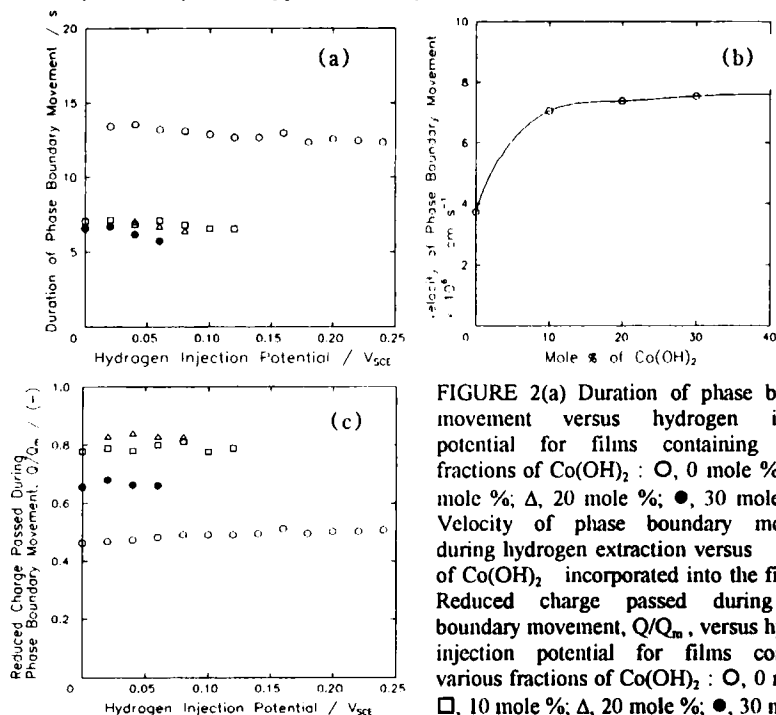 Duration of Phase Boundary Movement / s
20
15
10
5
0
(a)
0 0.05 0.10 0.15 0.20 0.25
Hydrogen Injection Potential / V_SCE
of Phase Boundary Movement
cm s⁻¹
10
8
6
4
2
0
(b)
0 10 20 30 40
Mole % of Co(OH)₂
Reduced Charge Passed During
Phase Boundary Movement, Q/Q_m / (-)
1.0
0.8
0.6
0.4
0.2
(c)
0 0.05 0.10 0.15 0.20 0.25
Hydrogen Injection Potential / V_SCE
FIGURE 2(a) Duration of phase b
movement versus hydrogen i
potential for films containing
fractions of Co(OH)₂ : O, 0 mole %
mole %; Δ, 20 mole %; ●, 30 mole
Velocity of phase boundary mo
during hydrogen extraction versus
of Co(OH)₂ incorporated into the fi
Reduced charge passed during
boundary movement, Q/Q_m, versus h
injection potential for films co
various fractions of Co(OH)₂ : O, 0 m
□, 10 mole %; Δ, 20 mole %; ●, 30 m